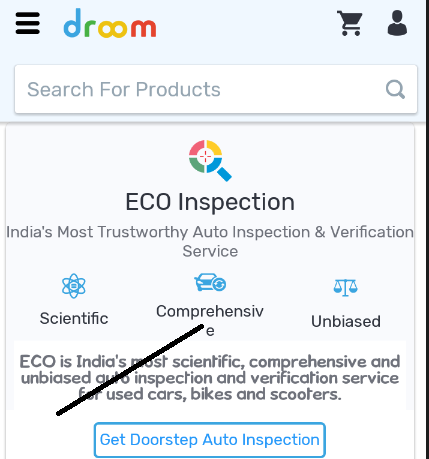 droom
Search For Products
ECO Inspection
India's Most Trustworthy Auto Inspection & Verification
Service
Scientific
Comprehensiv
e
Unbiased
ECO is India's most scientific, comprehensive and
unbiased auto inspection and verification service
for used cars, bikes and scooters.
Get Doorstep Auto Inspection